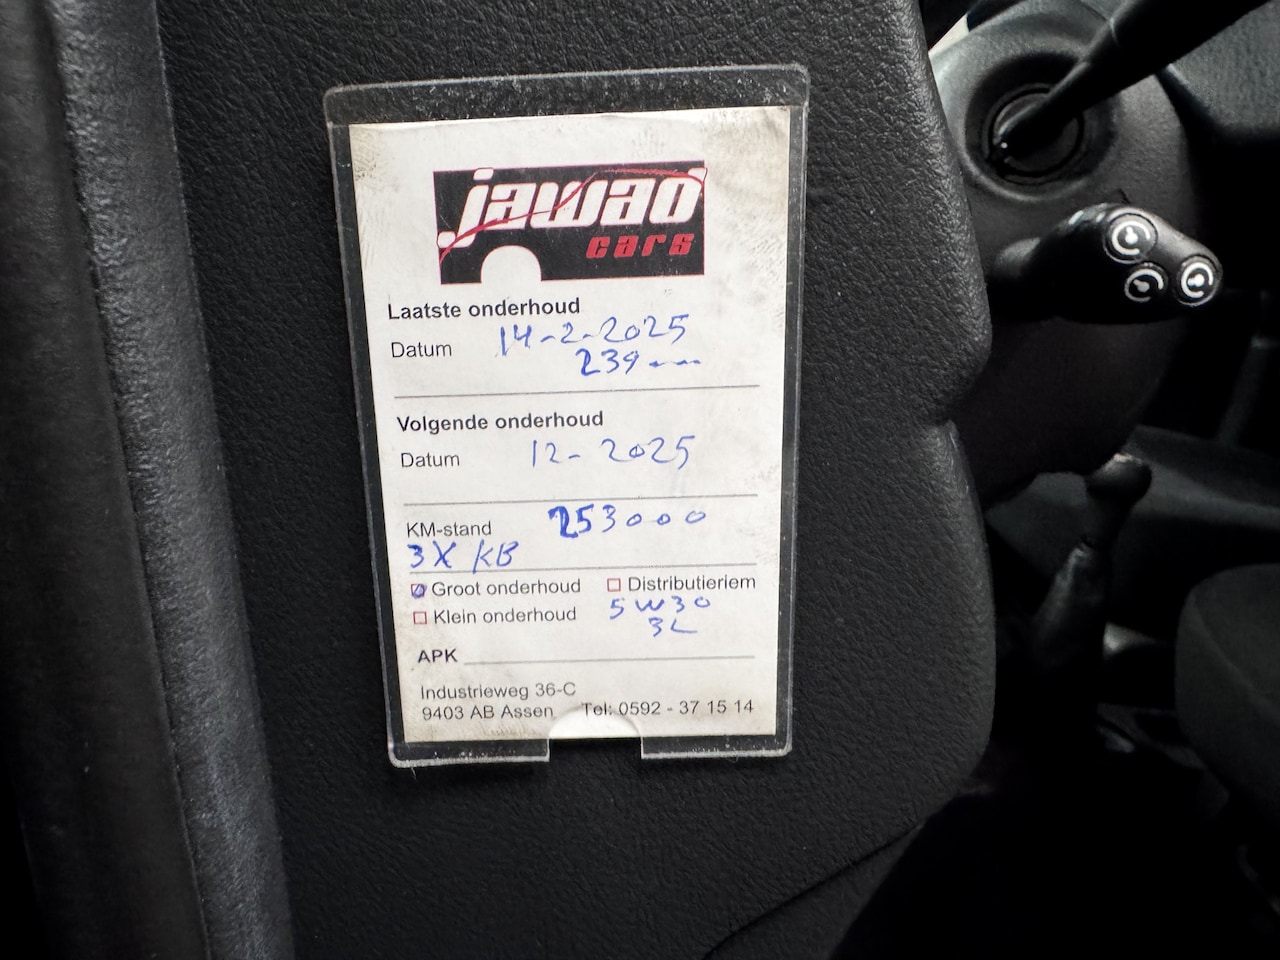 jawad
cars
Laatste onderhoud
Datum 14-2-2025
239---
Volgende onderhoud
Datum 12-2025
KM-stand 253000
3X KB
Groot onderhoud Distributieriem
Klein onderhoud 5W30
3L
APK
Industrieweg 36-C
9403 AB Assen Tel: 0592 - 37 15 14